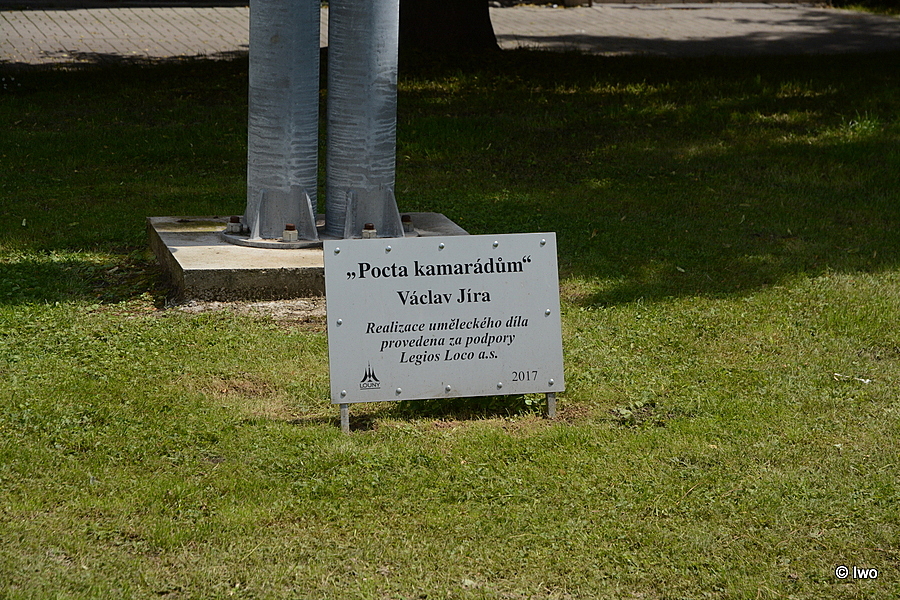 „Pocta kamarádům“
Václav Jíra
Realizace uměleckého díla
provedena za podpory
Legios Loco a.s.
LOUNY
2017
© Iwo